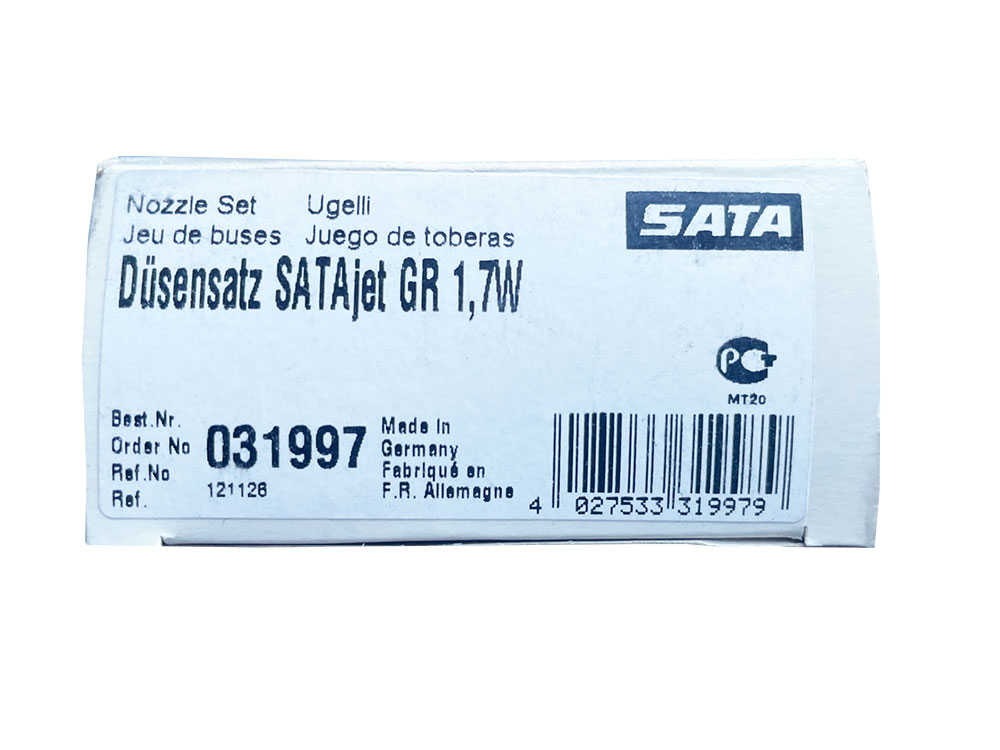 Nozzle Set Ugelli
Jeu de buses Juego de toberas
SATA
Düsensatz SATAjet GR 1,7W
MT20
Best.Nr.
Order No
Ref.No
Ref.
031997
121126
Made In
Germany
Fabriqué en
F.R. Allemagne
4 027533 319979